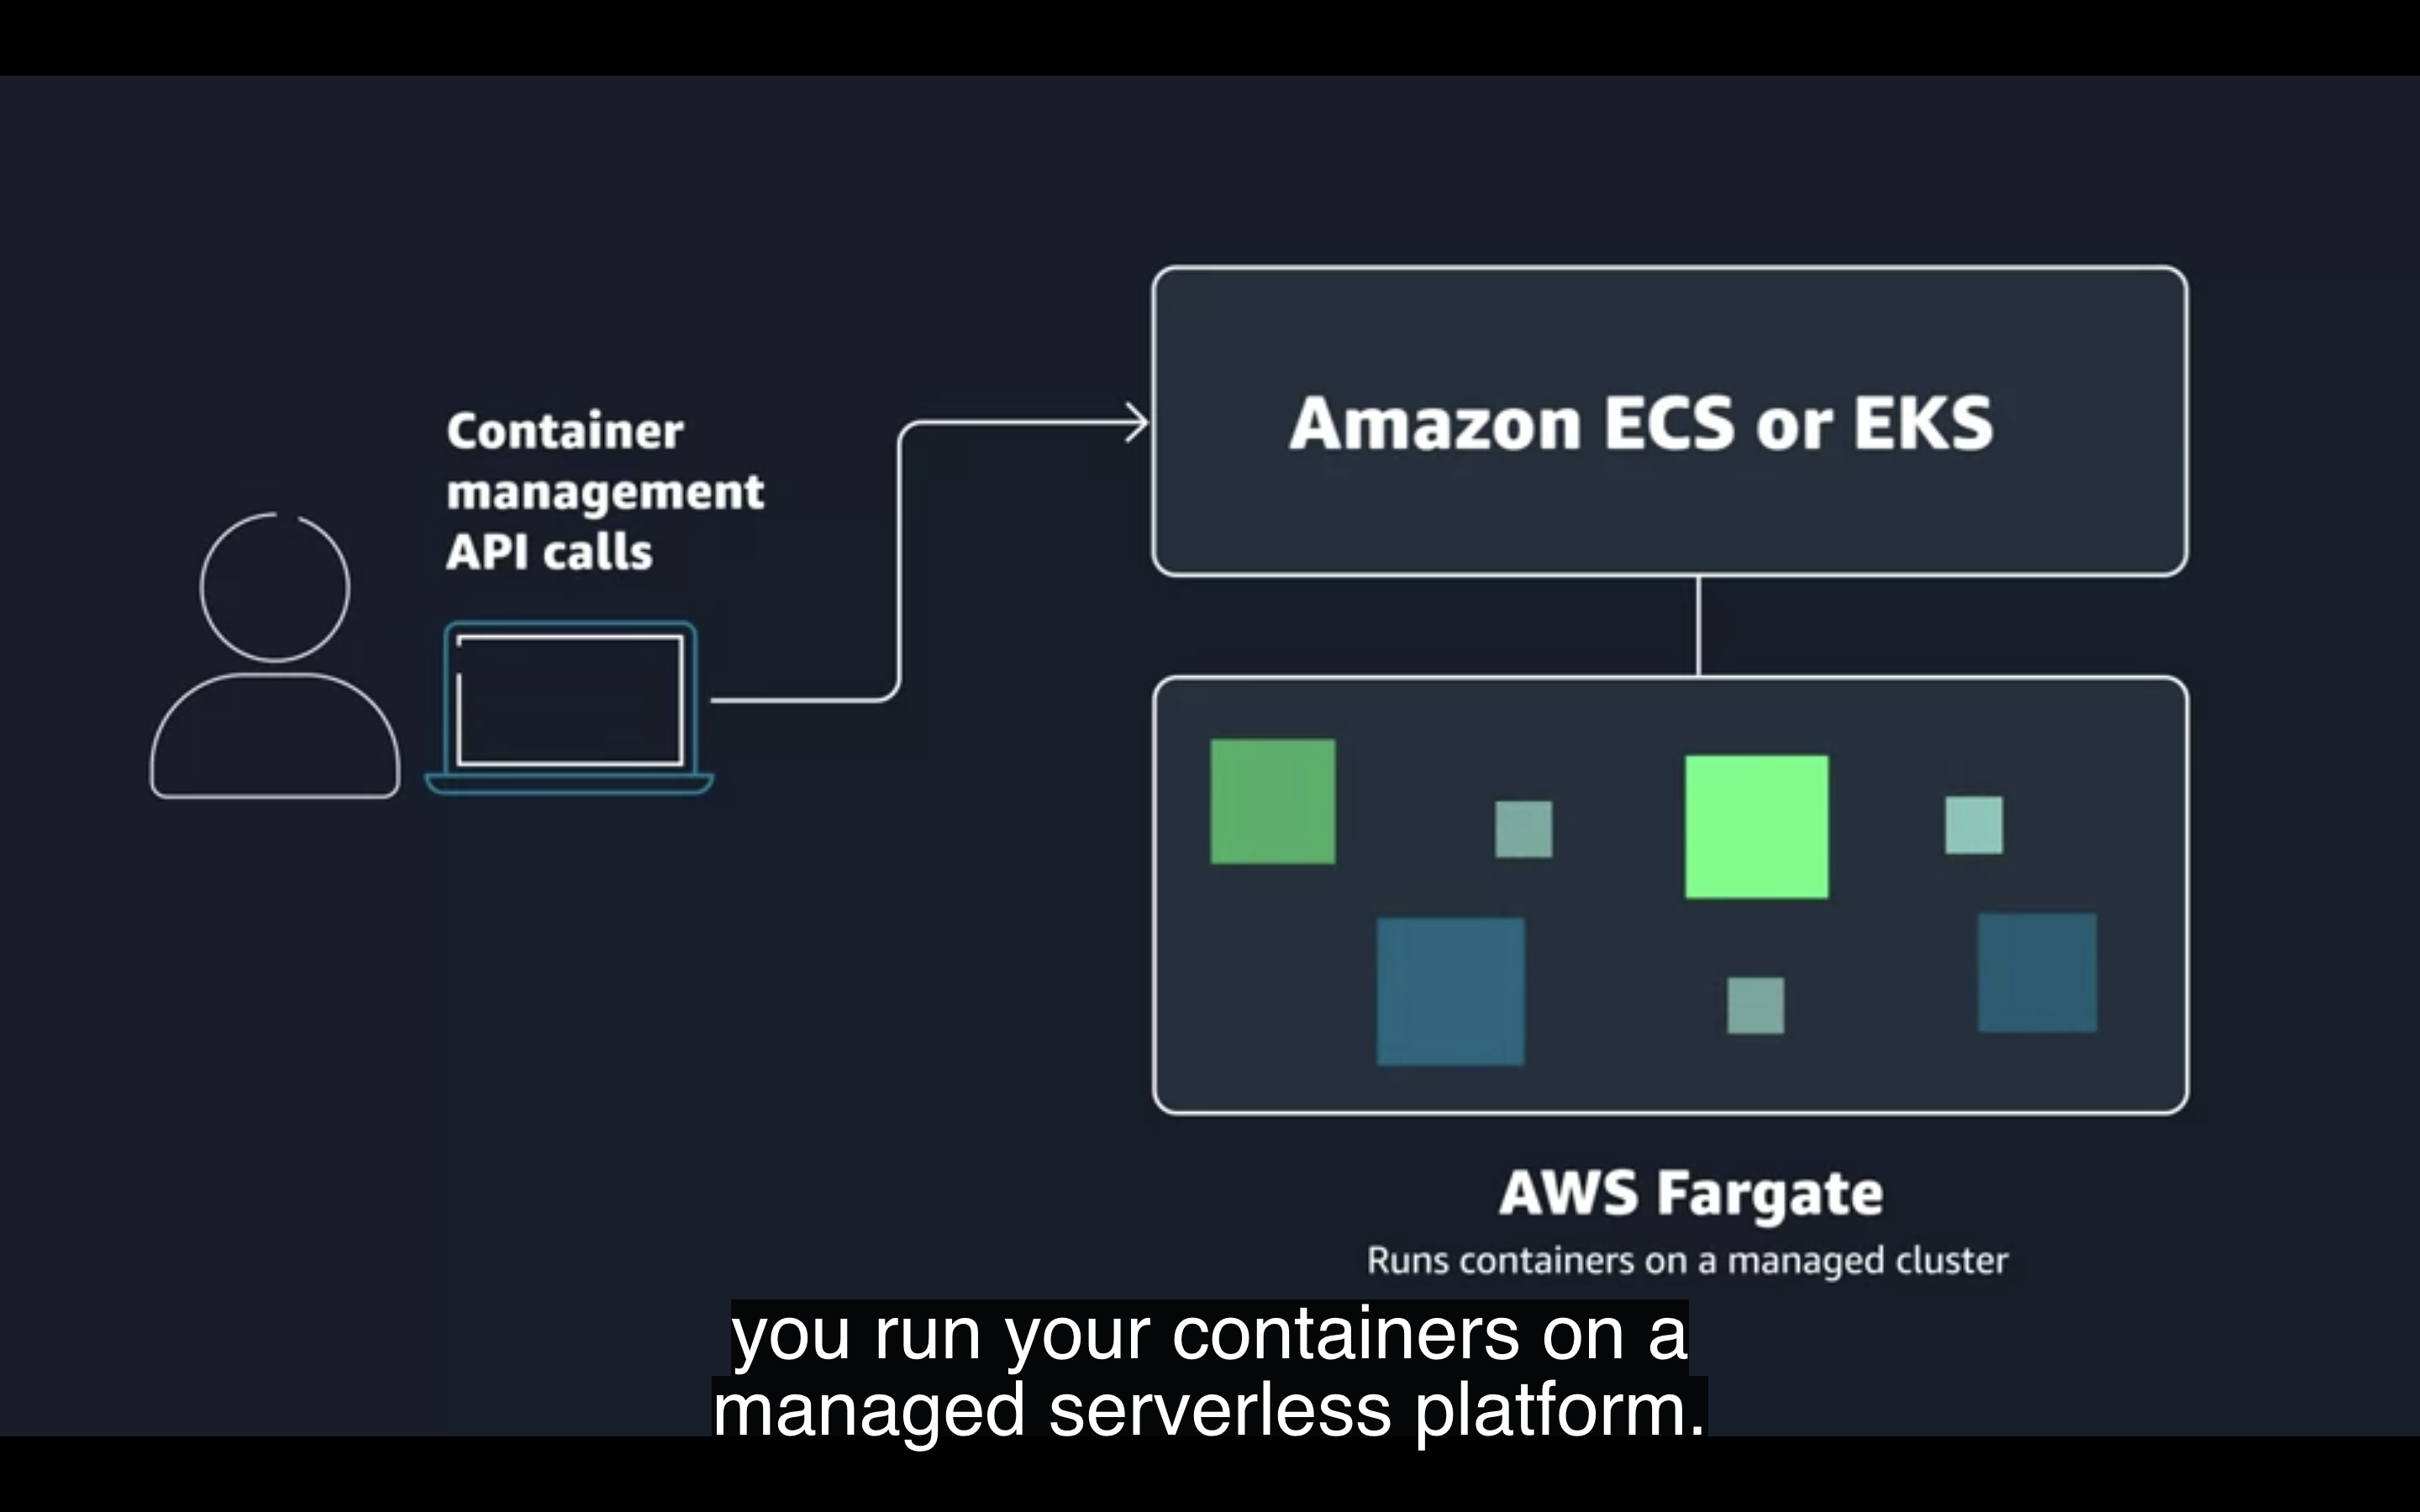 Container
management
API calls
Amazon ECS or EKS
AWS Fargate
Runs containers on a managed cluster
you run your containers on a
managed serverless platform.